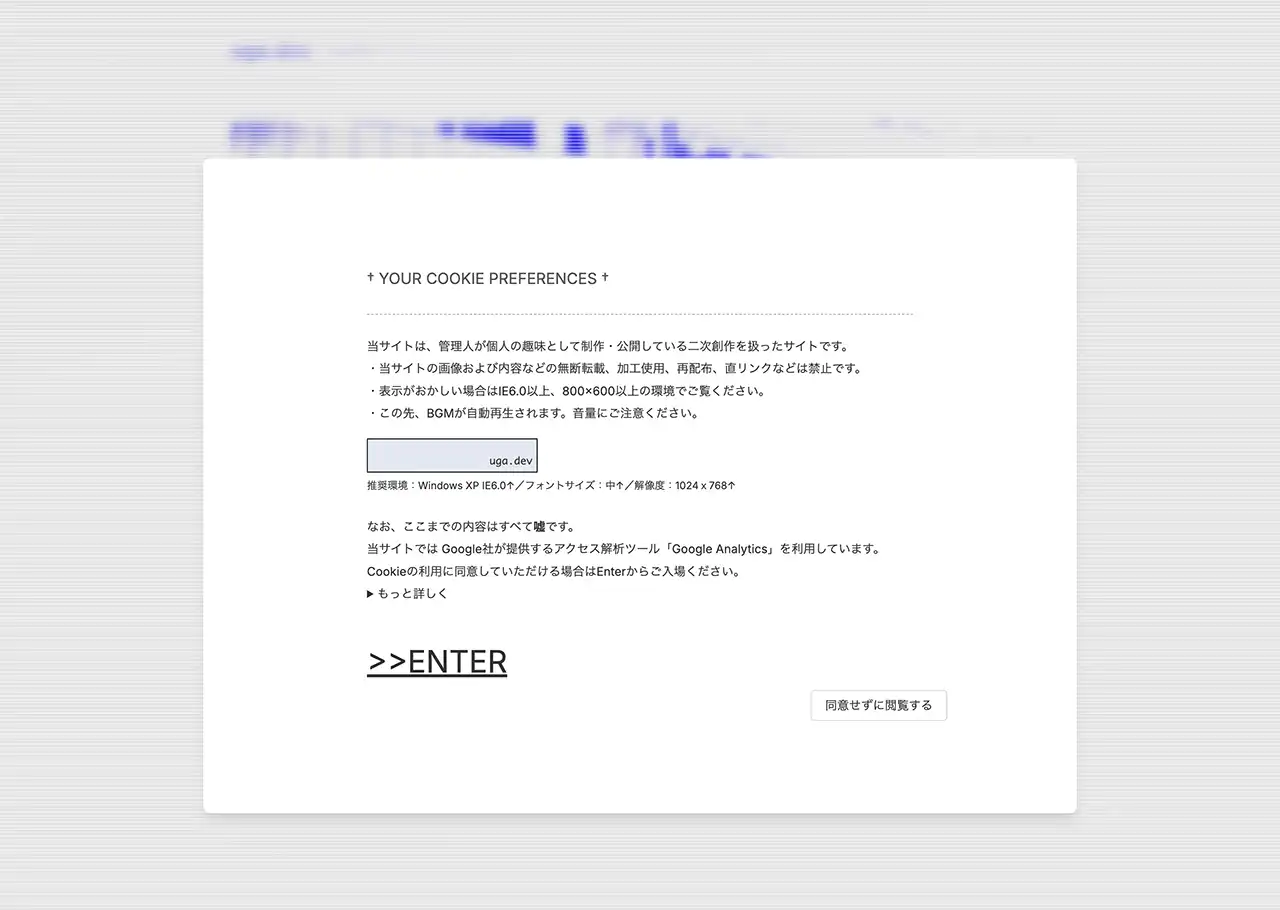 † YOUR COOKIE PREFERENCES †
当サイトは、管理人が個人の趣味として制作・公開している二次創作を扱ったサイトです。
・当サイトの画像および内容などの無断転載、加工使用、再配布、直リンクなどは禁止です。
・表示がおかしい場合はIE6.0以上、800×600以上の環境でご覧ください。
・この先、BGMが自動再生されます。音量にご注意ください。
uga.dev
推奨環境：Windows XP IE6.0↑／フォントサイズ：中↑／解像度：1024 x 768↑
なお、ここまでの内容はすべて嘘です。
当サイトでは Google社が提供するアクセス解析ツール「Google Analytics」を利用しています。
Cookieの利用に同意していただける場合はEnterからご入場ください。
▶もっと詳しく
>>ENTER
同意せずに閲覧する